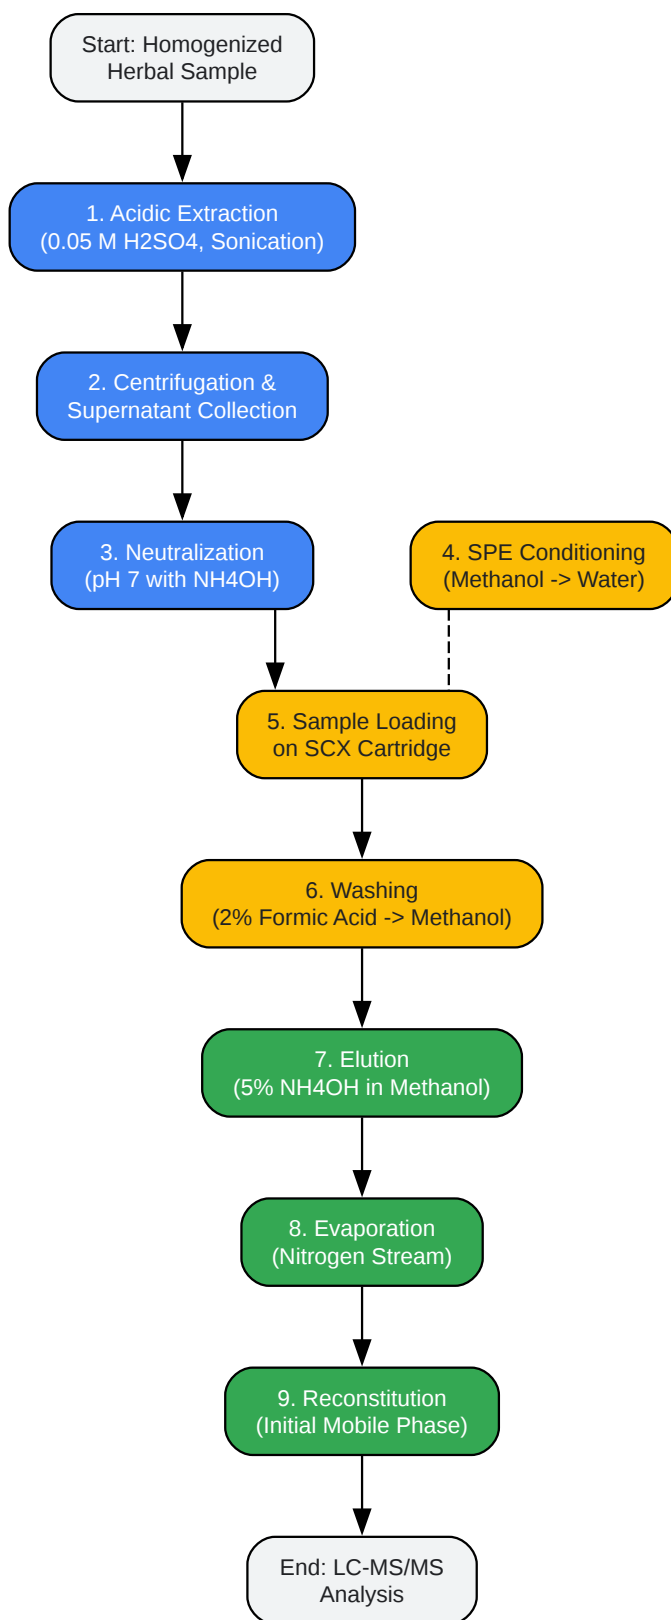 Start: Homogenized
Herbal Sample
1. Acidic Extraction
(0.05 M H2SO4, Sonication)
2. Centrifugation &
Supernatant Collection
3. Neutralization
(pH 7 with NH4OH)
4. SPE Conditioning
(Methanol -> Water)
5. Sample Loading
on SCX Cartridge
6. Washing
(2% Formic Acid -> Methanol)
7. Elution
(5% NH4OH in Methanol)
8. Evaporation
(Nitrogen Stream)
9. Reconstitution
(Initial Mobile Phase)
End: LC-MS/MS
Analysis